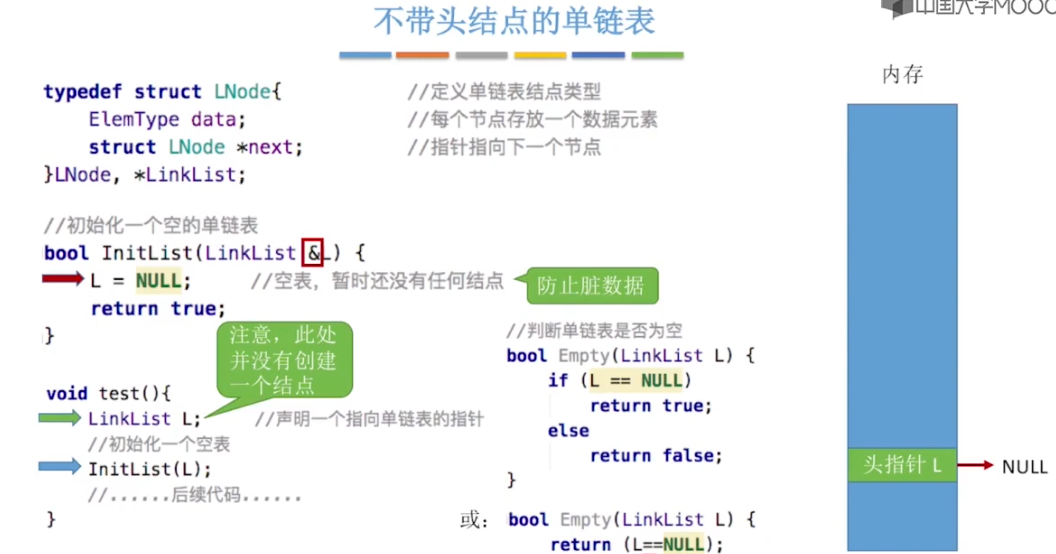 中国大学MOOC
不带头结点的单链表
typedef struct LNode{ //定义单链表结点类型
ElemType data; //每个节点存放一个数据元素
struct LNode *next; //指针指向下一个节点
}LNode, *LinkList;
//初始化一个空的单链表
bool InitList(LinkList &L) {
L = NULL; //空表，暂时还没有任何结点
防止脏数据
return true;
}
注意，此处
并没有创建
一个结点
void test(){
LinkList L; //声明一个指向单链表的指针
//初始化一个空表
InitList(L);
//......后续代码......
}
//判断单链表是否为空
bool Empty(LinkList L) {
if (L == NULL)
return true;
else
return false;
}
或：
bool Empty(LinkList L) {
return (L==NULL);
内存
头指针 L
NULL